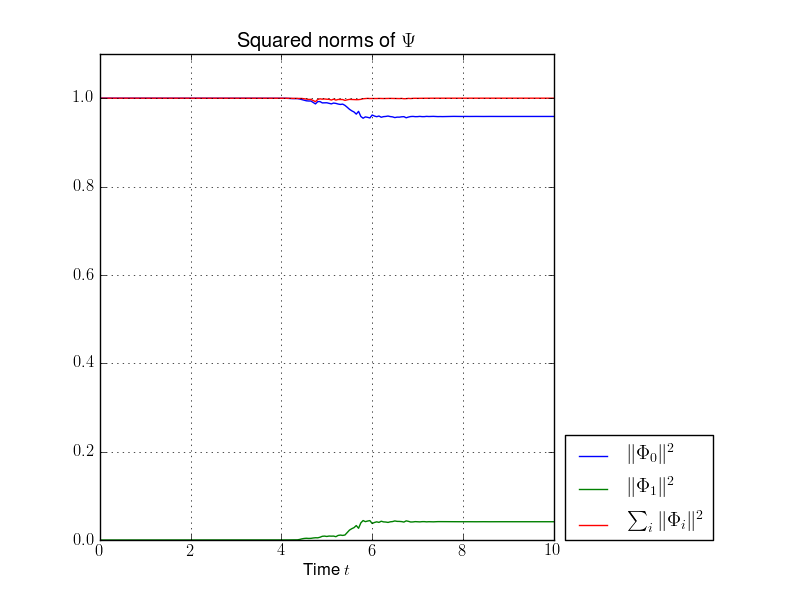 Squared norms of Ψ
1.0
0.8
0.6
0.4
0.2
0.0
0 2 4 6 8 10
Time t
‖Φ₀‖²
‖Φ₁‖²
∑ᵢ ‖Φᵢ‖²